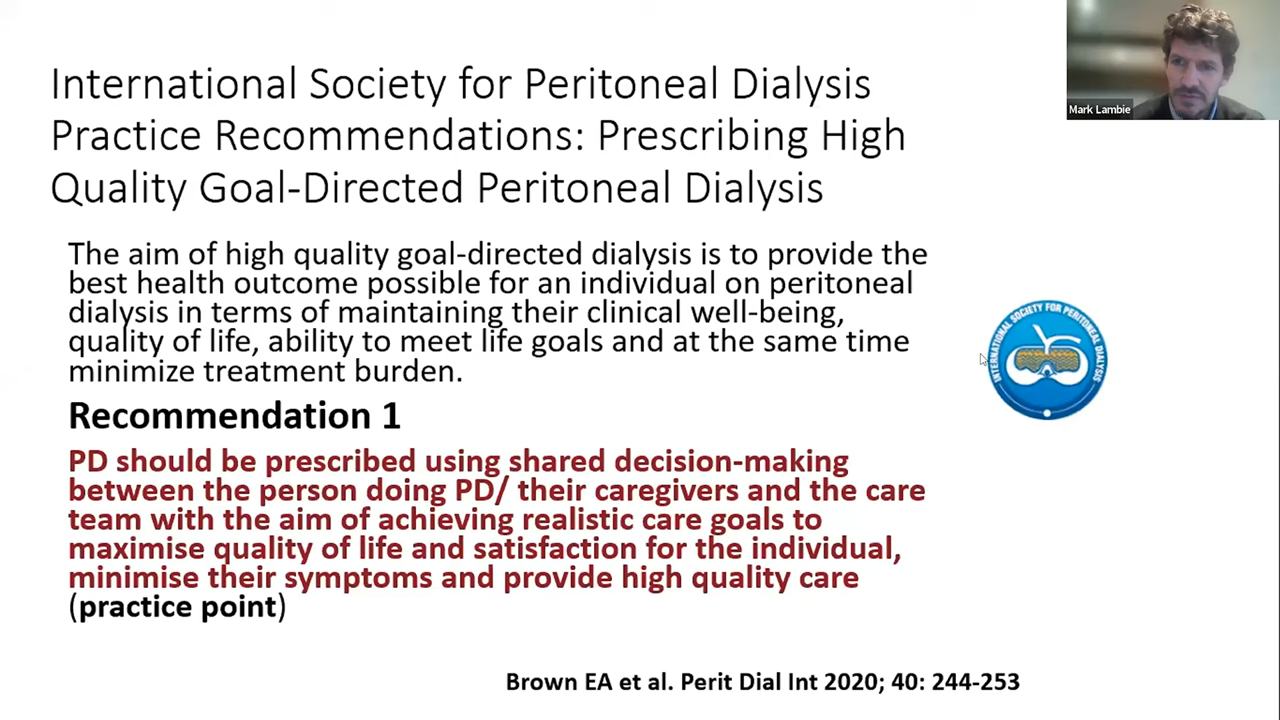 Mark Lambie
International Society for Peritoneal Dialysis
Practice Recommendations: Prescribing High
Quality Goal-Directed Peritoneal Dialysis
The aim of high quality goal-directed dialysis is to provide the
best health outcome possible for an individual on peritoneal
dialysis in terms of maintaining their clinical well-being,
quality of life, ability to meet life goals and at the same time
minimize treatment burden.
Recommendation 1
PD should be prescribed using shared decision-making
between the person doing PD/ their caregivers and the care
team with the aim of achieving realistic care goals to
maximise quality of life and satisfaction for the individual,
minimise their symptoms and provide high quality care
(practice point)
INTERNATIONAL SOCIETY FOR PERITONEAL DIALYSIS
Brown EA et al. Perit Dial Int 2020; 40: 244-253